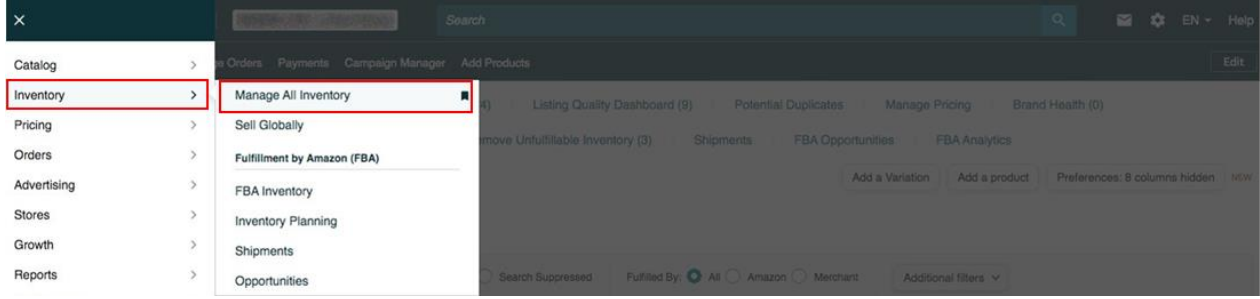 × Search EN Help
Catalog
e Orders Payments Campaign Manager Add Products Edit
Inventory
Manage All Inventory
4) Listing Quality Dashboard (9) Potential Duplicates Manage Pricing Brand Health (0)
Pricing
Sell Globally
Orders
Fulfillment by Amazon (FBA)
move Unfulfillable Inventory (3) Shipments FBA Opportunities FBA Analytics
Advertising
FBA Inventory
Add a Variation Add a product Preferences: 8 columns hidden NEW
Stores
Inventory Planning
Growth
Shipments
Reports
Opportunities
Search Suppressed Fulfilled By: All Amazon Merchant Additional filters